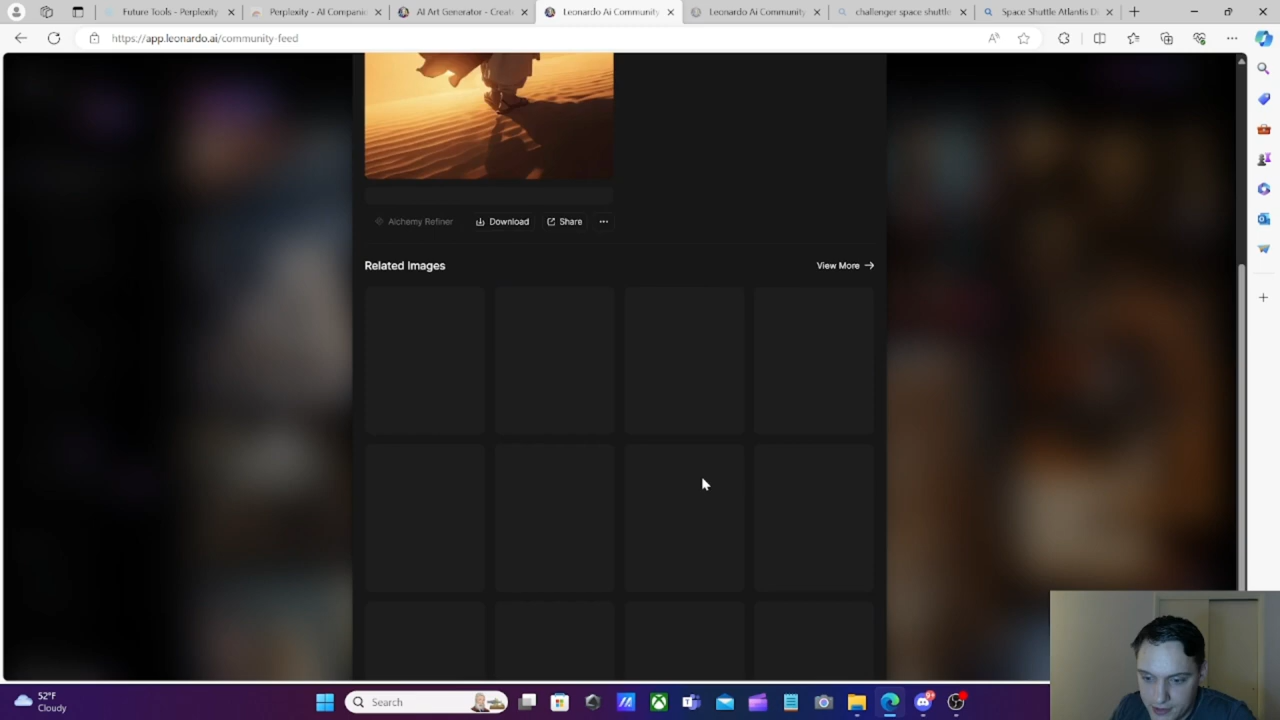 Future Tools - Perplexity
Perplexity - AI Compani
AI Art Generator - Create
Leonardo Ai Community
Leonardo Ai Community
challenger space shuttle
Space Shuttle Atlantis D
https://app.leonardo.ai/community-feed
Alchemy Refiner
Download
Share
Related Images
View More
52°F
Cloudy
Search